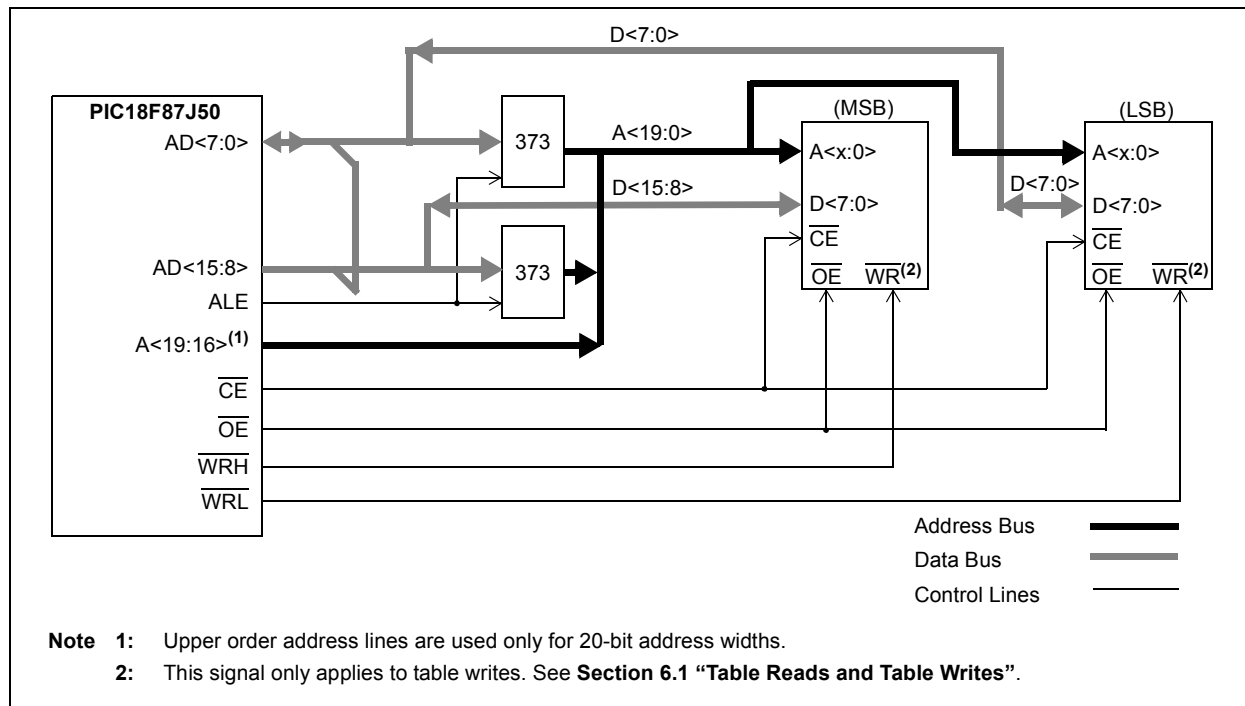 D<7:0>
PIC18F87J50
AD<7:0>
373
A<19:0>
(MSB)
A<x:0>
D<7:0>
CE
OE WR(2)
(LSB)
A<x:0>
D<7:0>
D<7:0>
CE
OE WR(2)
D<15:8>
AD<15:8>
373
ALE
A<19:16>(1)
CE
OE
WRH
WRL
Address Bus
Data Bus
Control Lines
Note 1: Upper order address lines are used only for 20-bit address widths.
2: This signal only applies to table writes. See Section 6.1 “Table Reads and Table Writes”.